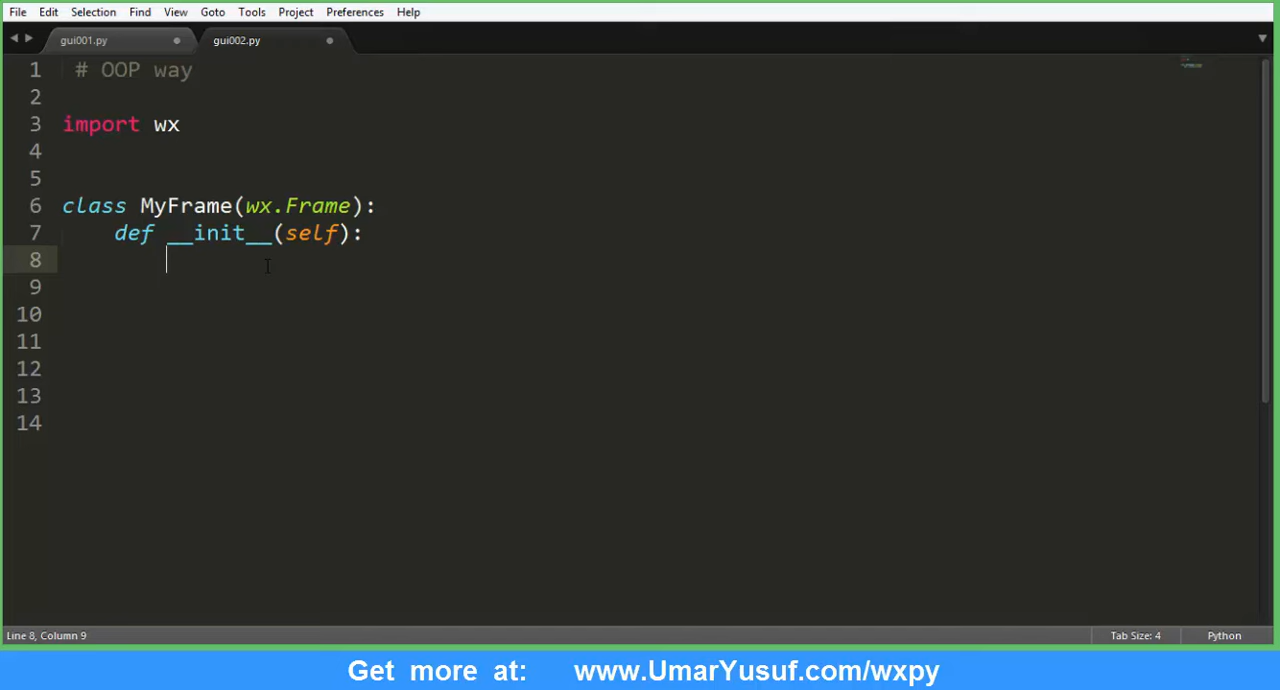 File Edit Selection Find View Goto Tools Project Preferences Help
gui001.py gui002.py
1 # OOP way
2
3 import wx
4
5
6 class MyFrame(wx.Frame):
7 def __init__(self):
8
9
10
11
12
13
14
Line 8, Column 9 Tab Size: 4 Python
Get more at: www.UmarYusuf.com/wxpy